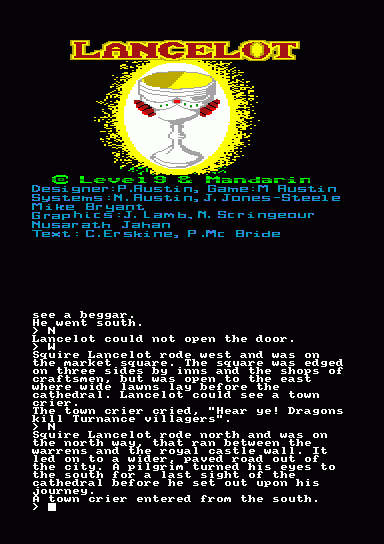 LANCELOT
© Level 9 & Mandarin
Designer:P.Austin, Game:M Austin
Systems:N.Austin,J.Jones-Steele
Mike Bryant
Graphics:J.Lamb,M.Scringeour
Nusarath Jahan
Text: C.Erskine, P.Mc Bride
see a beggar.
He went south.
> N
Lancelot could not open the door.
> W
Squire Lancelot rode west and was on
the market square. The square was edged
on three sides by inns and the shops of
craftsmen, but was open to the east
where wide lawns lay before the
cathedral. Lancelot could see a town
crier.
The town crier cried, "Hear ye! Dragons
kill Turnance villagers".
> N
Squire Lancelot rode north and was on
the north way, that ran between the
warrens and the royal castle wall. It
led on to a wider, paved road out of
the city. A pilgrim turned his eyes to
the south for a last sight of the
cathedral before he set out upon his
journey.
A town crier entered from the south.
>